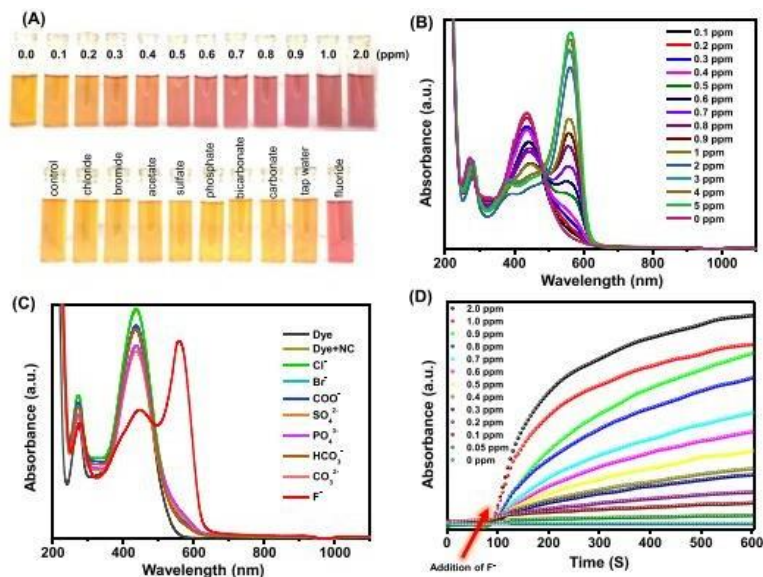 (A)
0.0 0.1 0.2 0.3 0.4 0.5 0.6 0.7 0.8 0.9 1.0 2.0 (ppm)
control
chloride
bromide
acetate
sulfate
phosphate
bicarbonate
carbonate
tap water
fluoride
(B)
Absorbance (a.u.)
0.1 ppm
0.2 ppm
0.3 ppm
0.4 ppm
0.5 ppm
0.6 ppm
0.7 ppm
0.8 ppm
0.9 ppm
1 ppm
2 ppm
3 ppm
4 ppm
5 ppm
0 ppm
200 400 600 800 1000
Wavelength (nm)
(C)
Absorbance (a.u.)
Dye
Dye+NC
Cl⁻
Br⁻
COO⁻
SO₄²⁻
PO₄³⁻
HCO₃⁻
CO₃²⁻
F⁻
200 400 600 800 1000
Wavelength (nm)
(D)
Absorbance (a.u.)
2.0 ppm
1.0 ppm
0.9 ppm
0.8 ppm
0.7 ppm
0.6 ppm
0.5 ppm
0.4 ppm
0.3 ppm
0.2 ppm
0.1 ppm
0.05 ppm
0 ppm
0 100 200 300 400 500 600
Time (S)
Addition of F⁻